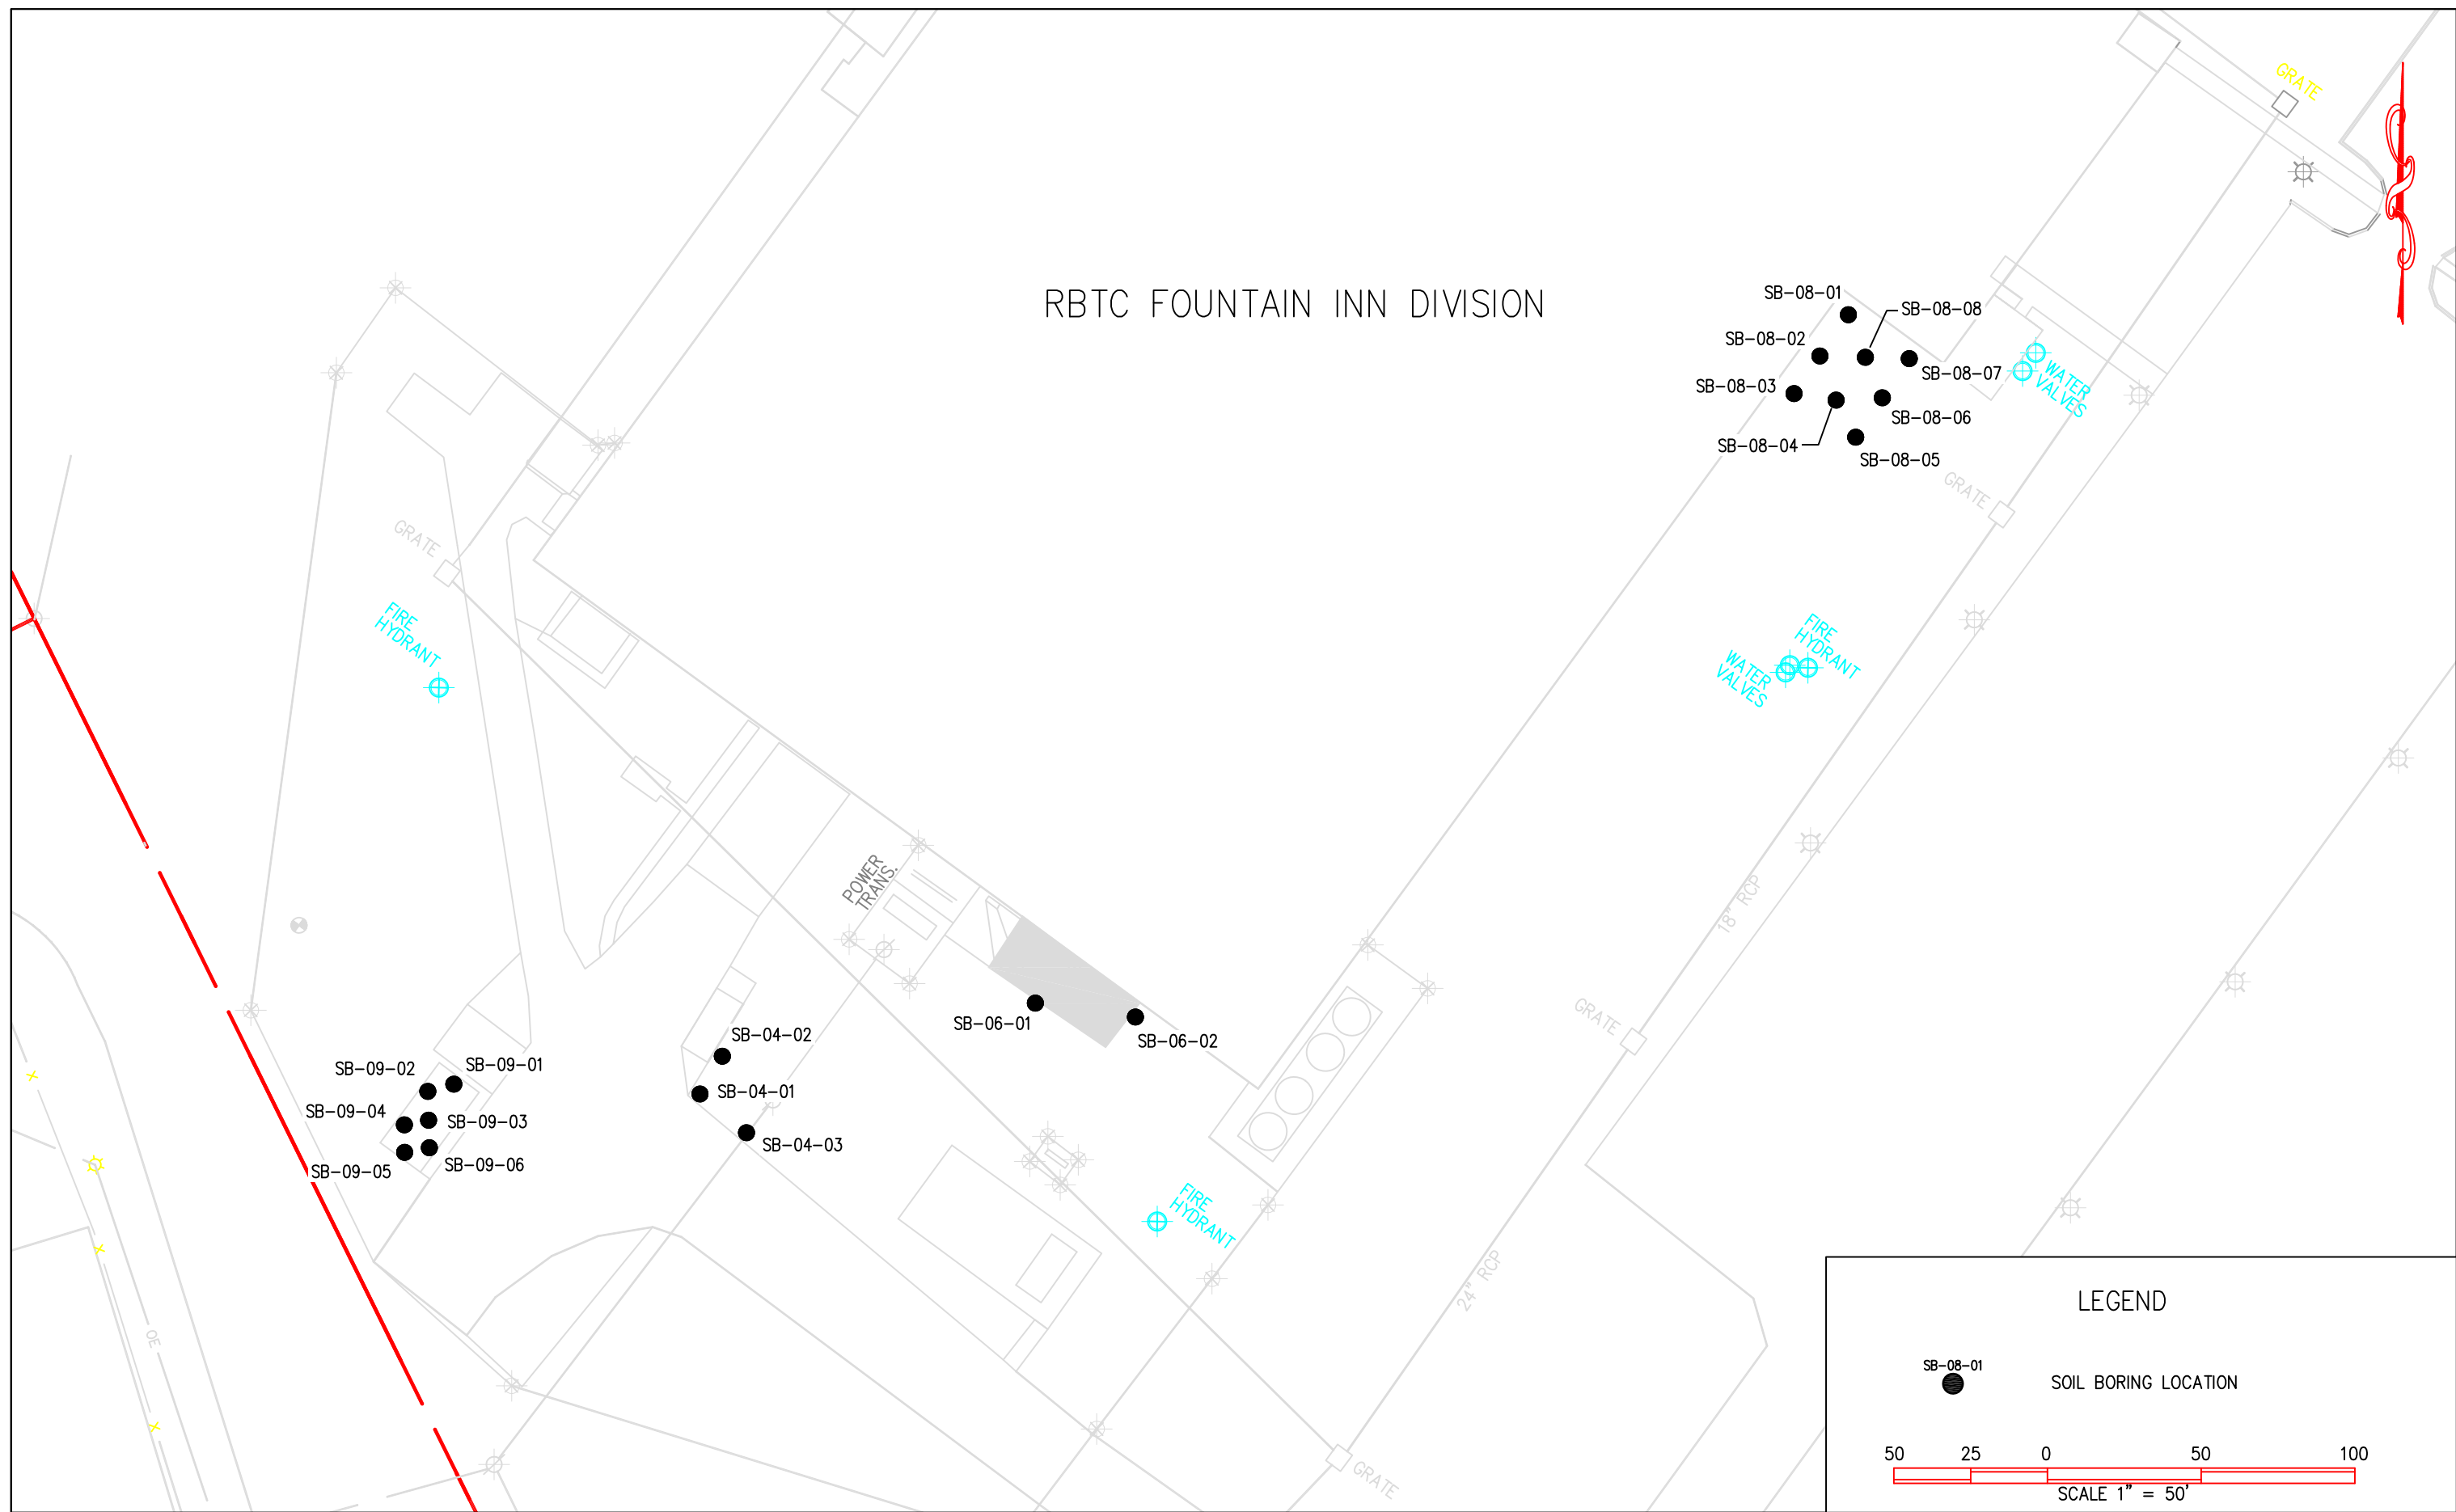 GRATE
RBTC FOUNTAIN INN DIVISION
SB-08-01
SB-08-08
SB-08-02
SB-08-07
SB-08-03
SB-08-06
SB-08-04
SB-08-05
WATER
VALVES
GRATE
GRATE
FIRE
HYDRANT
FIRE
HYDRANT
WATER
VALVES
POWER
TRANS.
18" RCP
SB-06-01
SB-06-02
GRATE
SB-04-02
SB-04-01
SB-04-03
SB-09-02
SB-09-01
SB-09-04
SB-09-03
SB-09-05
SB-09-06
FIRE
HYDRANT
24" RCP
OE
GRATE
LEGEND
SB-08-01
SOIL BORING LOCATION
50 25 0 50 100
SCALE 1" = 50'